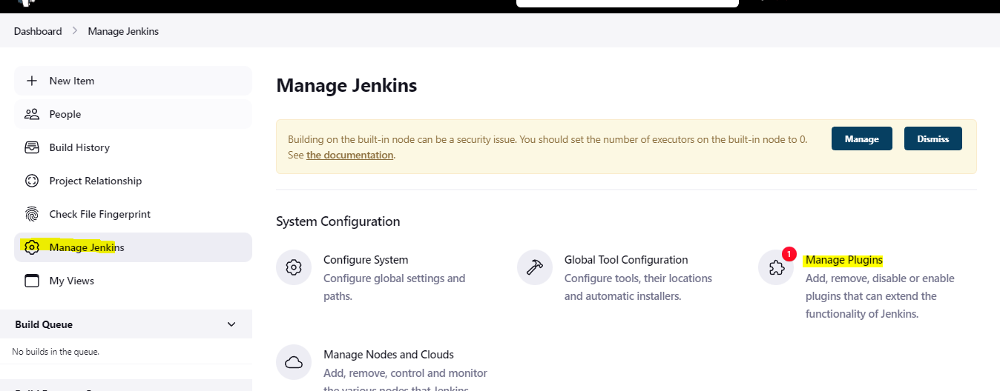 Dashboard
Manage Jenkins
New Item
People
Build History
Project Relationship
Check File Fingerprint
Manage Jenkins
My Views
Build Queue
No builds in the queue.
Manage Jenkins
Building on the built-in node can be a security issue. You should set the number of executors on the built-in node to 0.
See the documentation.
Manage
Dismiss
System Configuration
Configure System
Configure global settings and
paths.
Global Tool Configuration
Configure tools, their locations
and automatic installers.
1
Manage Plugins
Add, remove, disable or enable
plugins that can extend the
functionality of Jenkins.
Manage Nodes and Clouds
Add, remove, control and monitor
the various nodes that Jenkins